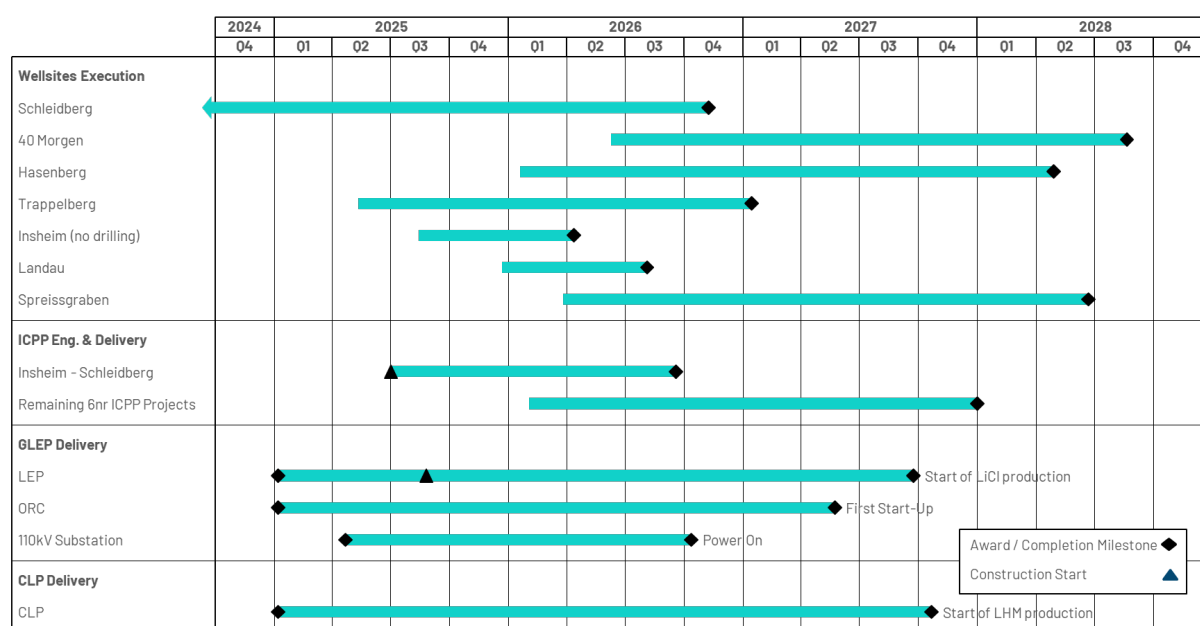 2024 2025 2026 2027 2028
Q4 Q1 Q2 Q3 Q4 Q1 Q2 Q3 Q4 Q1 Q2 Q3 Q4 Q1 Q2 Q3 Q4
Wellsites Execution
Schleidberg
40 Morgen
Hasenberg
Trappelberg
Insheim (no drilling)
Landau
Spreissgraben
ICPP Eng. & Delivery
Insheim - Schleidberg
Remaining 6nr ICPP Projects
GLEP Delivery
LEP Start of LiCl production
ORC First Start-Up
110kV Substation Power On
Award / Completion Milestone
Construction Start
CLP Delivery
CLP Start of LHM production